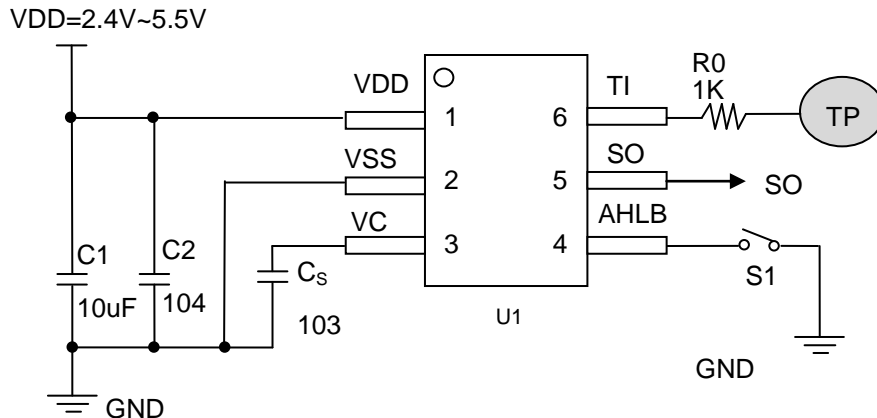 VDD=2.4V~5.5V
VDD
1
6
TI
R0
1K
TP
VSS
2
5
SO
SO
VC
3
4
AHLB
C1
10uF
C2
104
CS
103
U1
S1
GND
GND